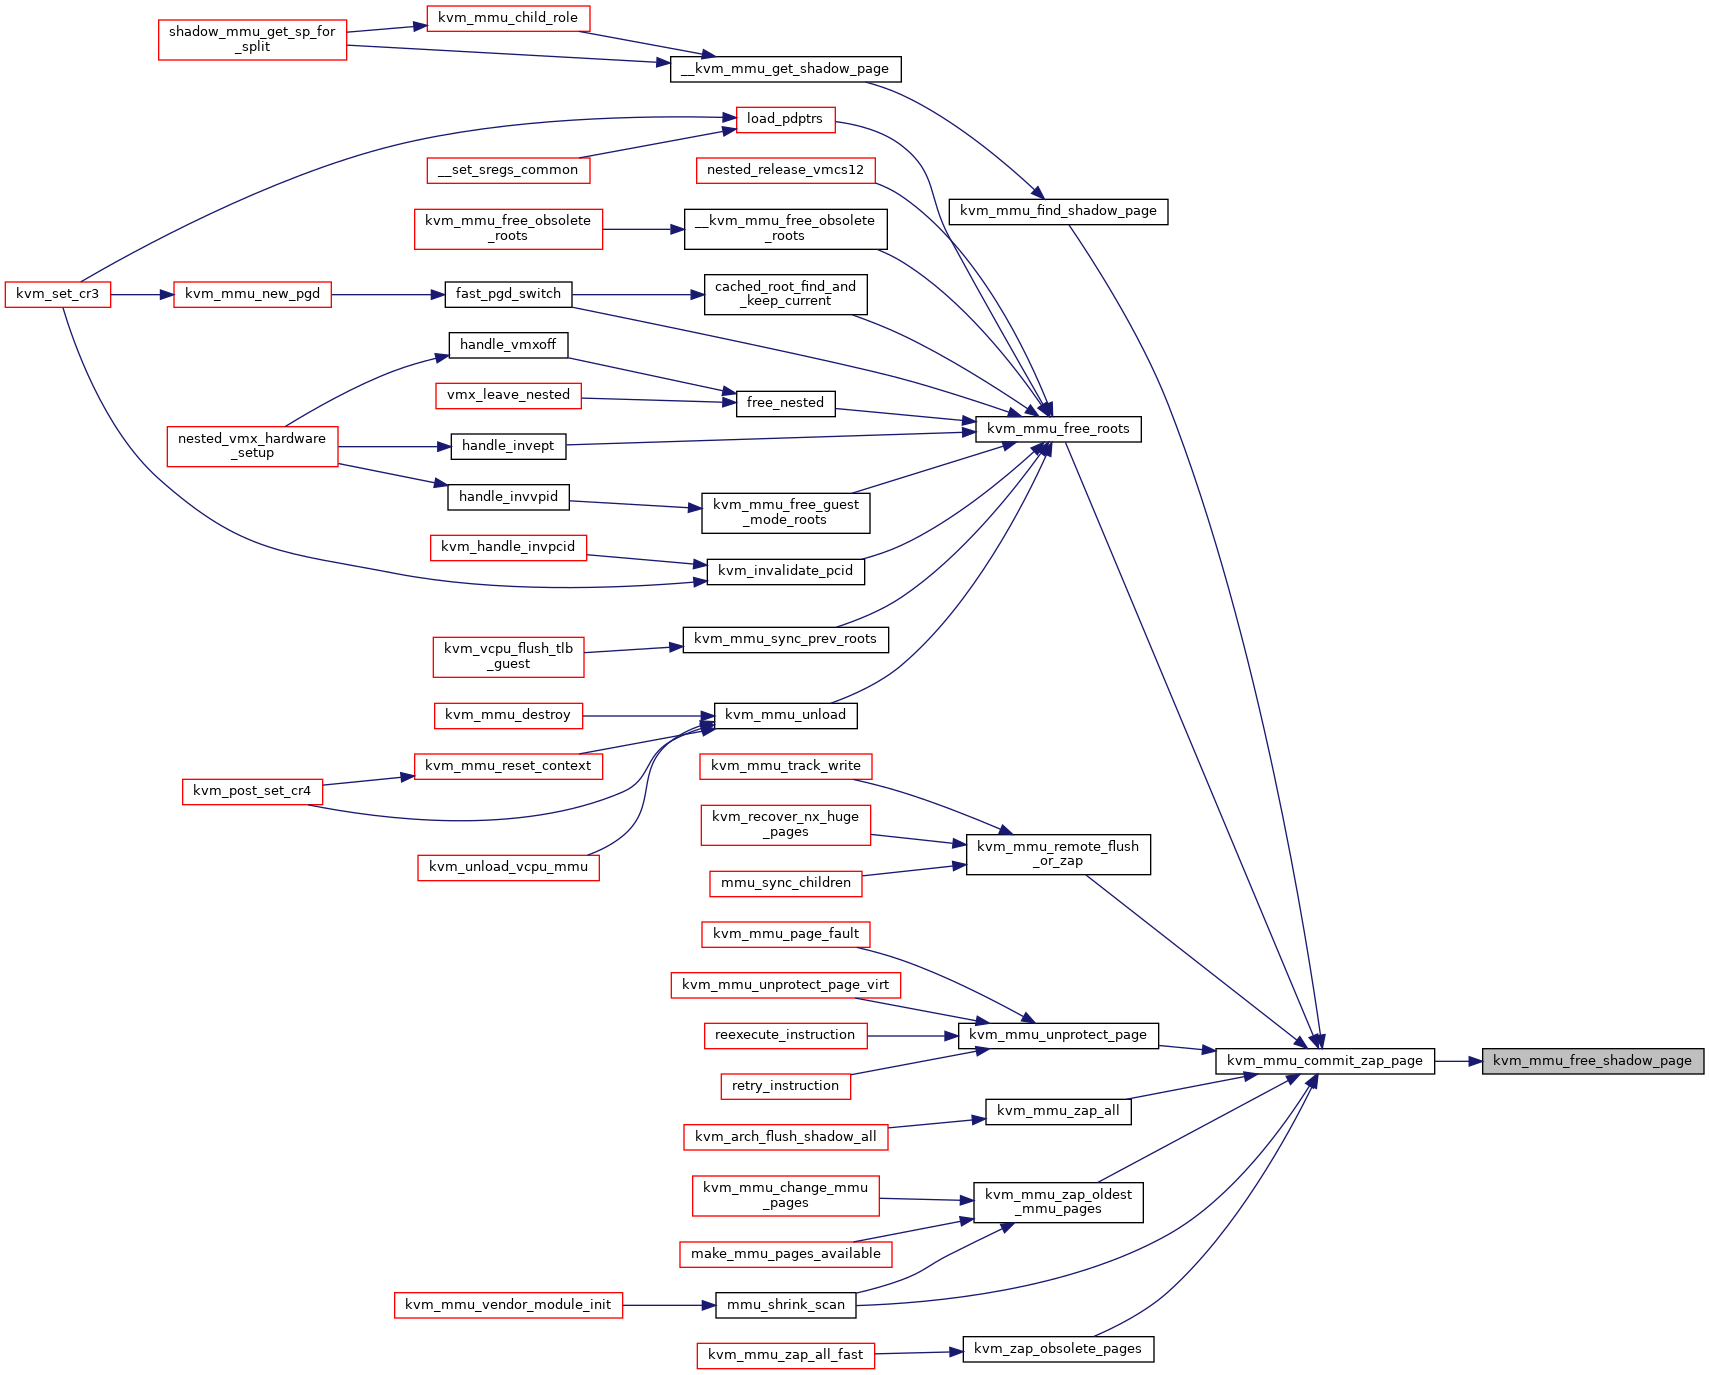 kvm_mmu_child_role
shadow_mmu_get_sp_for
_split
__kvm_mmu_get_shadow_page
load_pdptrs
__set_sregs_common
nested_release_vmcs12
kvm_mmu_find_shadow_page
kvm_mmu_free_obsolete
_roots
__kvm_mmu_free_obsolete
_roots
kvm_set_cr3
kvm_mmu_new_pgd
fast_pgd_switch
cached_root_find_and
_keep_current
handle_vmxoff
vmx_leave_nested
free_nested
kvm_mmu_free_roots
nested_vmx_hardware
_setup
handle_invept
handle_invvpid
kvm_mmu_free_guest
_mode_roots
kvm_handle_invpcid
kvm_invalidate_pcid
kvm_mmu_sync_prev_roots
kvm_vcpu_flush_tlb
_guest
kvm_mmu_destroy
kvm_mmu_unload
kvm_mmu_reset_context
kvm_mmu_track_write
kvm_post_set_cr4
kvm_recover_nx_huge
_pages
kvm_mmu_remote_flush
_or_zap
kvm_unload_vcpu_mmu
mmu_sync_children
kvm_mmu_page_fault
kvm_mmu_unprotect_page_virt
reexecute_instruction
kvm_mmu_unprotect_page
kvm_mmu_commit_zap_page
kvm_mmu_free_shadow_page
retry_instruction
kvm_mmu_zap_all
kvm_arch_flush_shadow_all
kvm_mmu_change_mmu
_pages
kvm_mmu_zap_oldest
_mmu_pages
make_mmu_pages_available
kvm_mmu_vendor_module_init
mmu_shrink_scan
kvm_mmu_zap_all_fast
kvm_zap_obsolete_pages